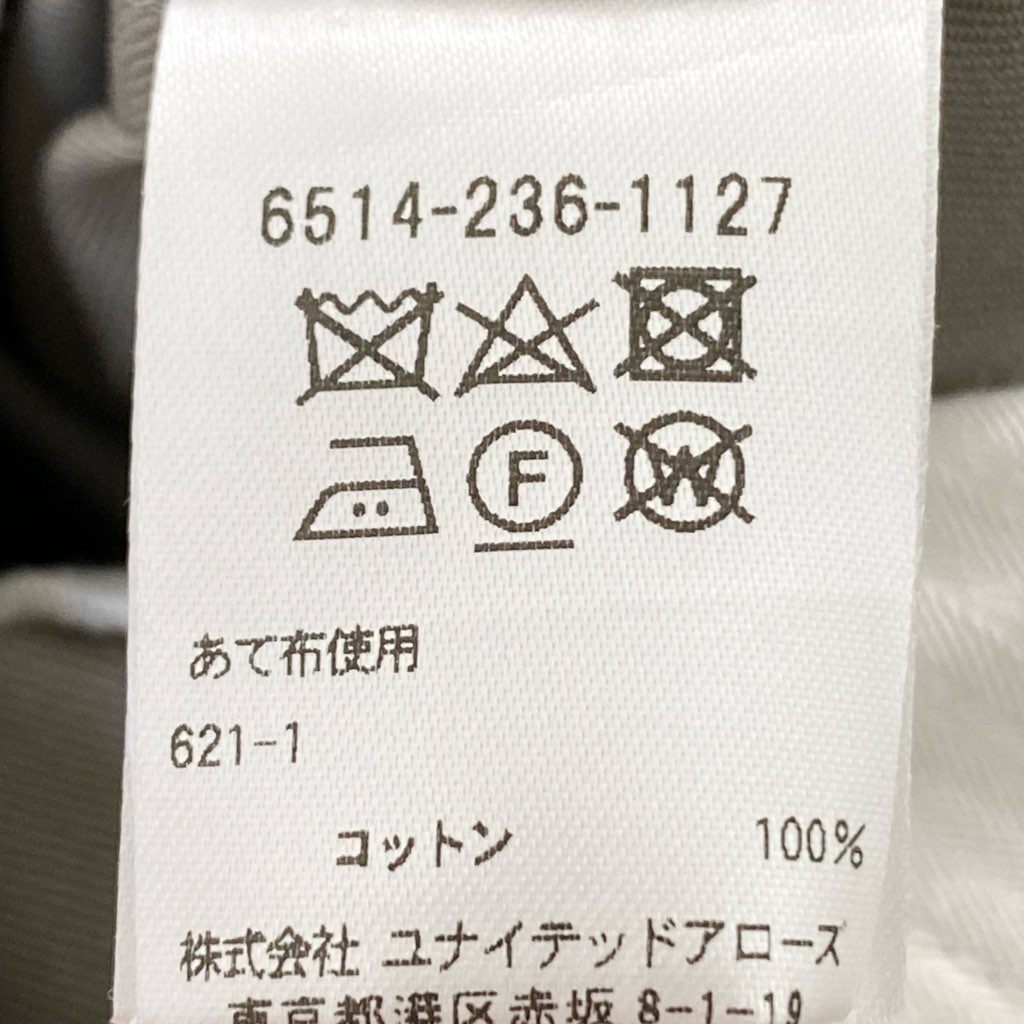 6514-236-1127
F W
あて布使用
621-1
コットン 100%
株式会社 ユナイテッドアローズ
東京都港区赤坂 8-1-19